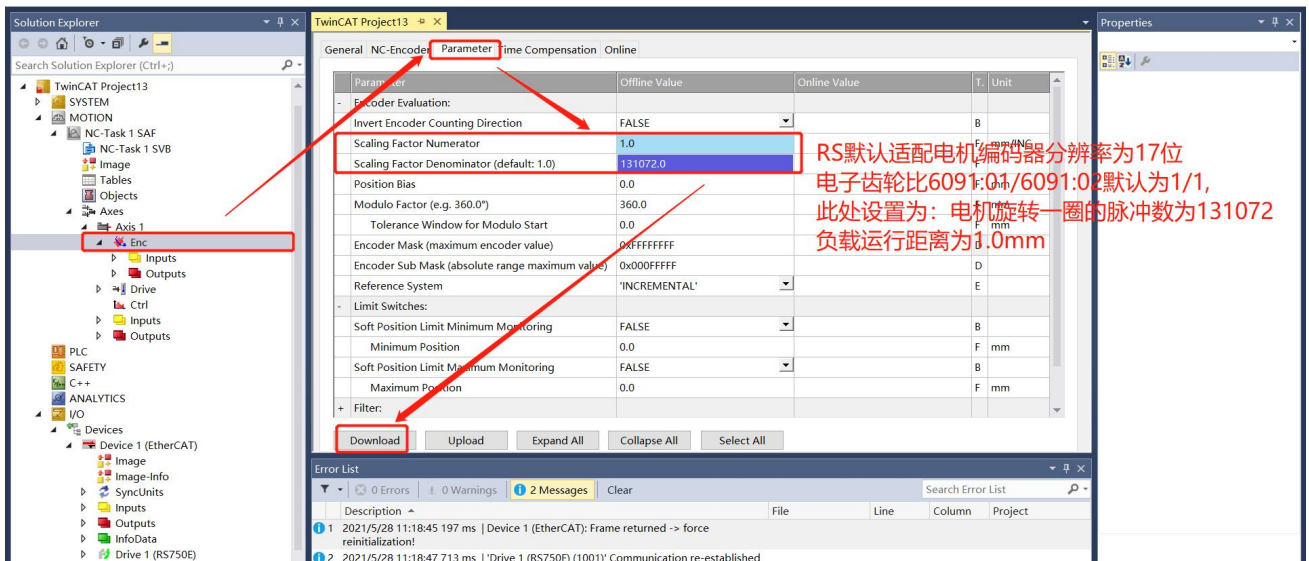 Solution Explorer
Search Solution Explorer (Ctrl+;)
TwinCAT Project13
SYSTEM
MOTION
NC-Task 1 SAF
NC-Task 1 SVB
Image
Tables
Objects
Axes
Axis 1
Enc
Inputs
Outputs
Drive
Ctrl
Inputs
Outputs
PLC
SAFETY
C++
ANALYTICS
I/O
Devices
Device 1 (EtherCAT)
Image
Image-Info
SyncUnits
Inputs
Outputs
InfoData
Drive 1 (RS750E)
TwinCAT Project13
General NC-Encoder Parameter Time Compensation Online
Parameter Offline Value Online Value T. Unit
- Encoder Evaluation:
Invert Encoder Counting Direction FALSE B
Scaling Factor Numerator 1.0 F mm/INC
Scaling Factor Denominator (default: 1.0) 131072.0 F
Position Bias 0.0 F mm
Modulo Factor (e.g. 360.0°) 360.0 F mm
Tolerance Window for Modulo Start 0.0 F mm
Encoder Mask (maximum encoder value) 0xFFFFFFFF D
Encoder Sub Mask (absolute range maximum value) 0x000FFFFF D
Reference System 'INCREMENTAL' E
- Limit Switches:
Soft Position Limit Minimum Monitoring FALSE B
Minimum Position 0.0 F mm
Soft Position Limit Maximum Monitoring FALSE B
Maximum Position 0.0 F mm
+ Filter:
RS默认适配电机编码器分辨率为17位
电子齿轮比6091:01/6091:02默认为1/1,
此处设置为：电机旋转一圈的脉冲数为131072
负载运行距离为1.0mm
Download Upload Expand All Collapse All Select All
Error List
0 Errors 0 Warnings 2 Messages Clear Search Error List
Description File Line Column Project
1 2021/5/28 11:18:45 197 ms | Device 1 (EtherCAT): Frame returned -> force
reinitialization!
2 2021/5/28 11:18:47 713 ms | 'Drive 1 (RS750E) (1001)' Communication re-established
Properties